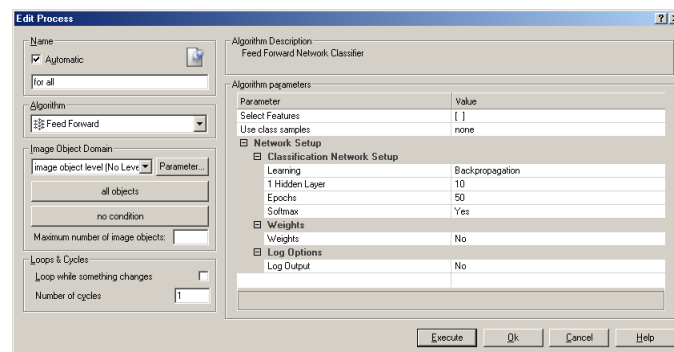 Edit Process
Name
Automatic
for all
Algorithm
Feed Forward
Image Object Domain
image object level (No Leve
Parameter...
all objects
no condition
Maximum number of image objects:
Loops & Cycles
Loop while something changes
Number of cycles
1
Algorithm Description
Feed Forward Network Classifier
Algorithm parameters
Parameter Value
Select Features [ ]
Use class samples none
Network Setup
Classification Network Setup
Learning Backpropagation
1 Hidden Layer 10
Epochs 50
Softmax Yes
Weights
Weights No
Log Options
Log Output No
Execute Ok Cancel Help